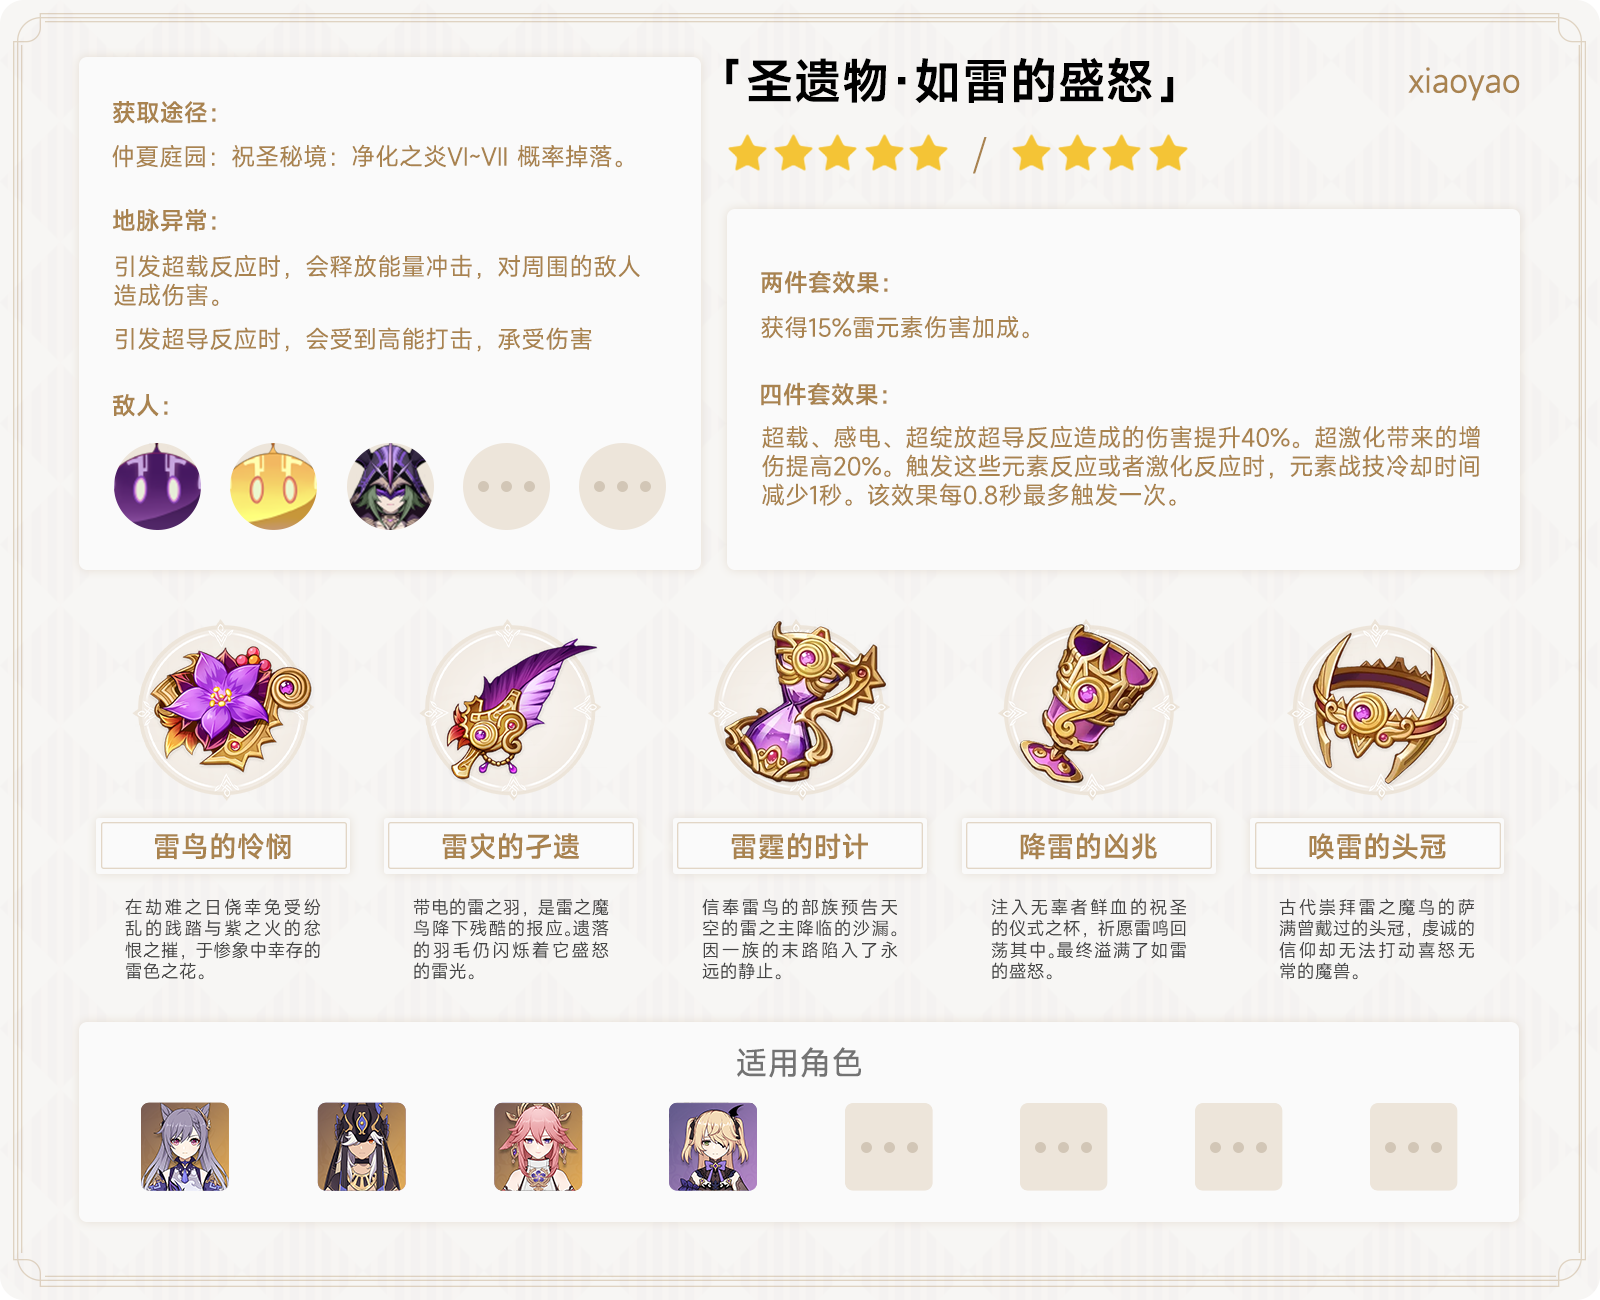 「圣遗物·如雷的盛怒」
xiaoyao
/
获取途径：
仲夏庭园：祝圣秘境：净化之炎VI~VII 概率掉落。
地脉异常：
引发超载反应时，会释放能量冲击，对周围的敌人
造成伤害。
引发超导反应时，会受到高能打击，承受伤害
敌人：
两件套效果：
获得15%雷元素伤害加成。
四件套效果：
超载、感电、超绽放超导反应造成的伤害提升40%。超激化带来的增
伤提高20%。触发这些元素反应或者激化反应时，元素战技冷却时间
减少1秒。该效果每0.8秒最多触发一次。
雷鸟的怜悯
在劫难之日侥幸免受纷
乱的践踏与紫之火的忿
恨之摧，于惨象中幸存的
雷色之花。
雷灾的孑遗
带电的雷之羽，是雷之魔
鸟降下残酷的报应。遗落
的羽毛仍闪烁着它盛怒
的雷光。
雷霆的时计
信奉雷鸟的部族预告天
空的雷之主降临的沙漏。
因一族的末路陷入了永
远的静止。
降雷的凶兆
注入无辜者鲜血的祝圣
的仪式之杯，祈愿雷鸣回
荡其中。最终溢满了如雷
的盛怒。
唤雷的头冠
古代崇拜雷之魔鸟的萨
满曾戴过的头冠，虔诚的
信仰却无法打动喜怒无
常的魔兽。
适用角色